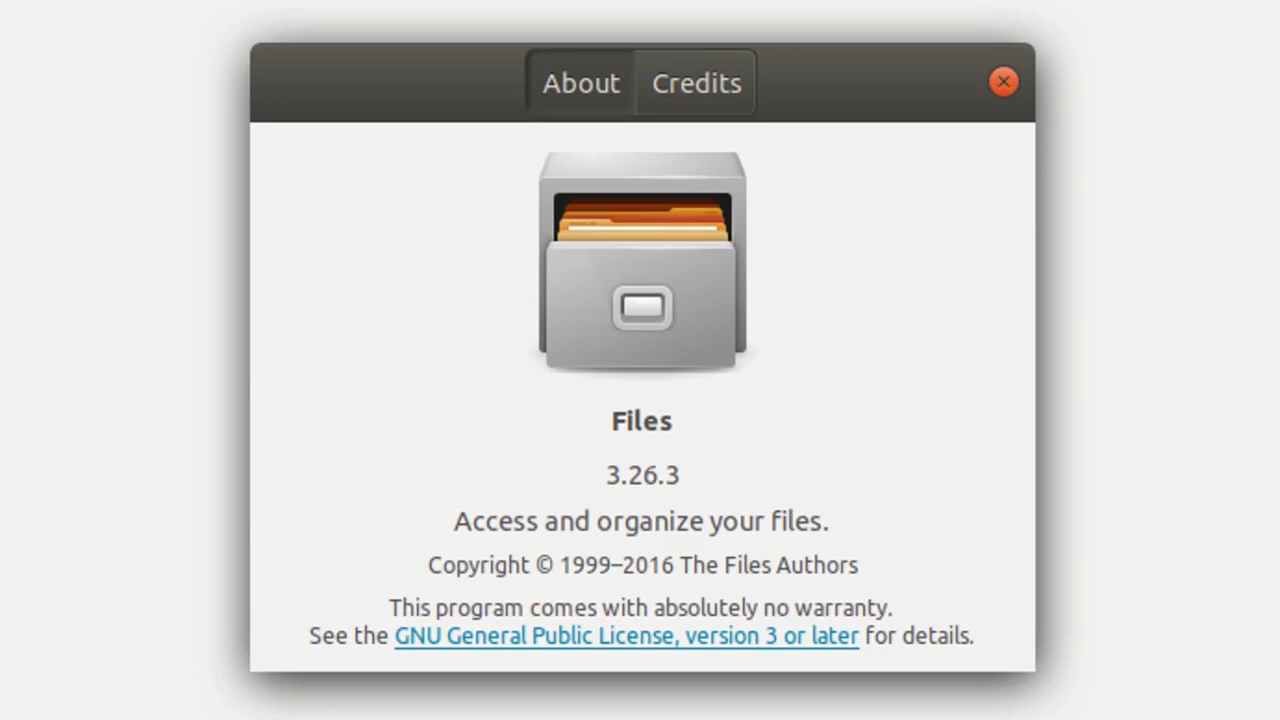 About Credits
Files
3.26.3
Access and organize your files.
Copyright © 1999–2016 The Files Authors
This program comes with absolutely no warranty.
See the GNU General Public License, version 3 or later for details.